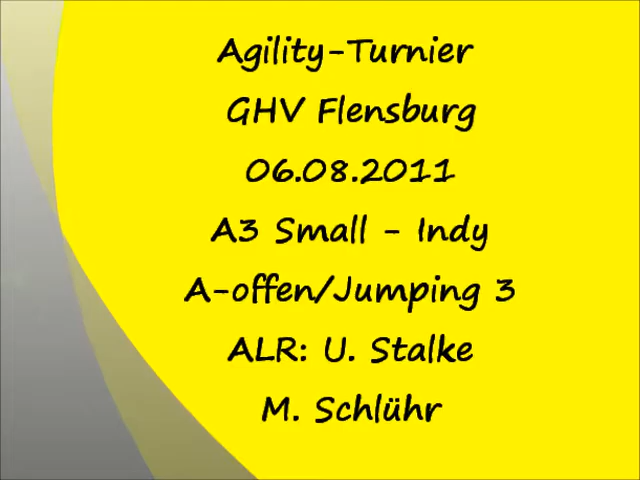 Agility-Turnier
GHV Flensburg
06.08.2011
A3 Small - Indy
A-offen/Jumping 3
ALR: U. Stalke
M. Schlühr